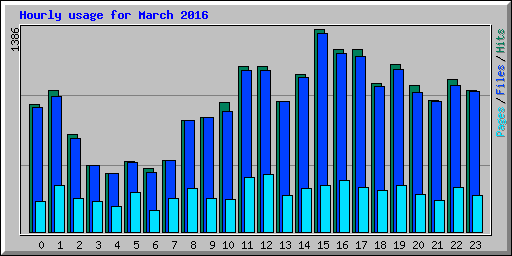 Hourly usage for March 2016
1386
Pages/Files/Hits
0 1 2 3 4 5 6 7 8 9 10 11 12 13 14 15 16 17 18 19 20 21 22 23